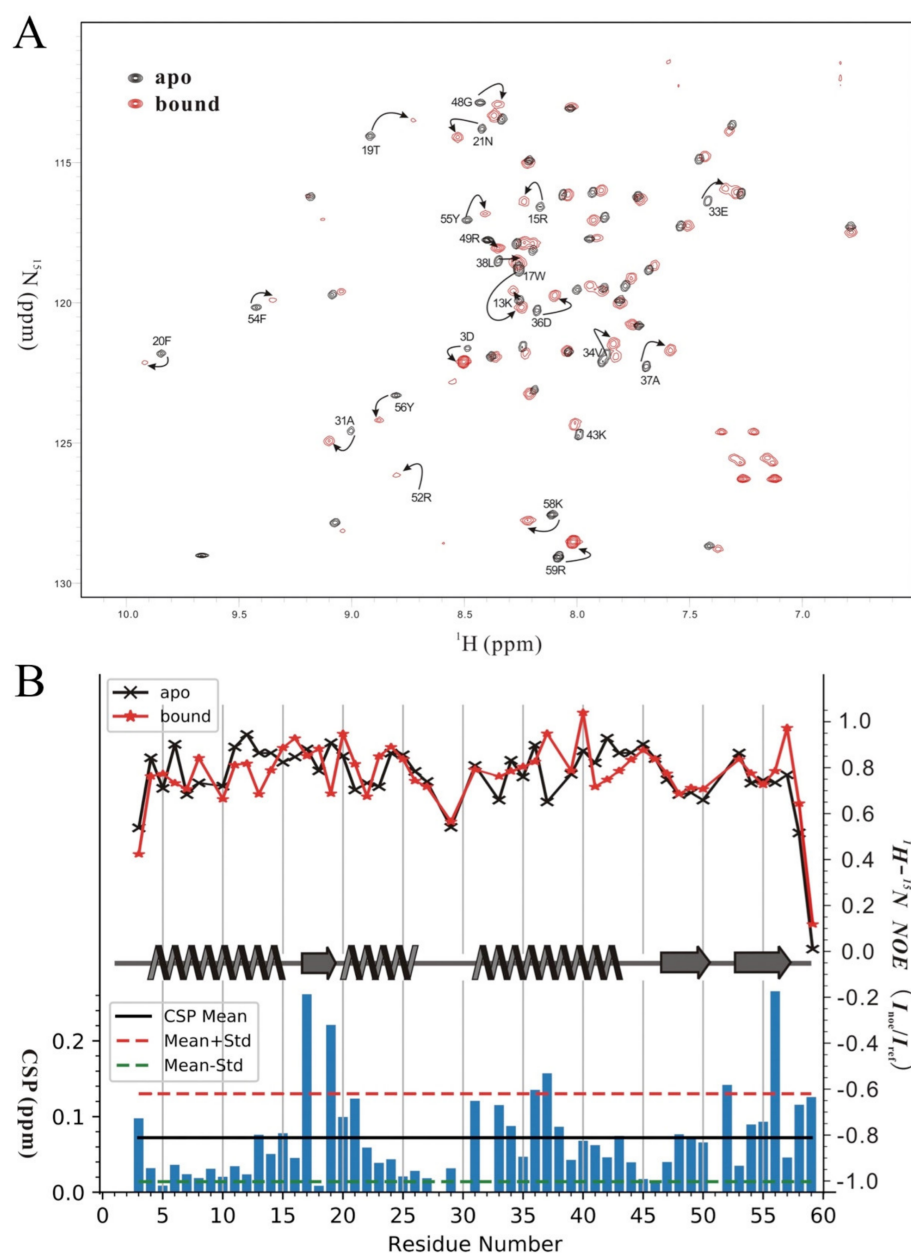 A
apo
bound
48G
21N
19T
15R
33E
55Y
49R
38L
17W
13K
36D
54F
34V
37A
20F
3D
56Y
31A
43K
52R
58K
59R
115
120
125
130
¹⁵N (ppm)
10.0 9.5 9.0 8.5 8.0 7.5 7.0
¹H (ppm)
B
apo
bound
1.0
0.8
0.6
0.4
0.2
0.0
-0.2
-0.4
-0.6
-0.8
-1.0
¹H-¹⁵N NOE (I_noe/I_ref)
CSP Mean
Mean+Std
Mean-Std
0.2
0.1
0.0
CSP (ppm)
0 5 10 15 20 25 30 35 40 45 50 55 60
Residue Number